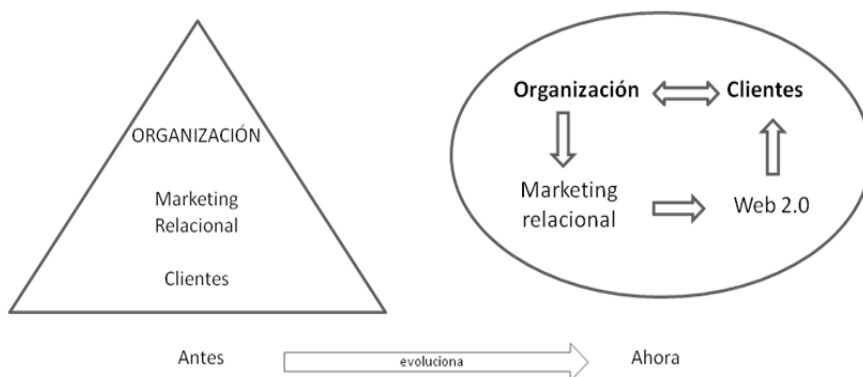 ORGANIZACIÓN
Marketing
Relacional
Clientes
Organización
Clientes
Marketing
relacional
Web 2.0
Antes
evoluciona
Ahora